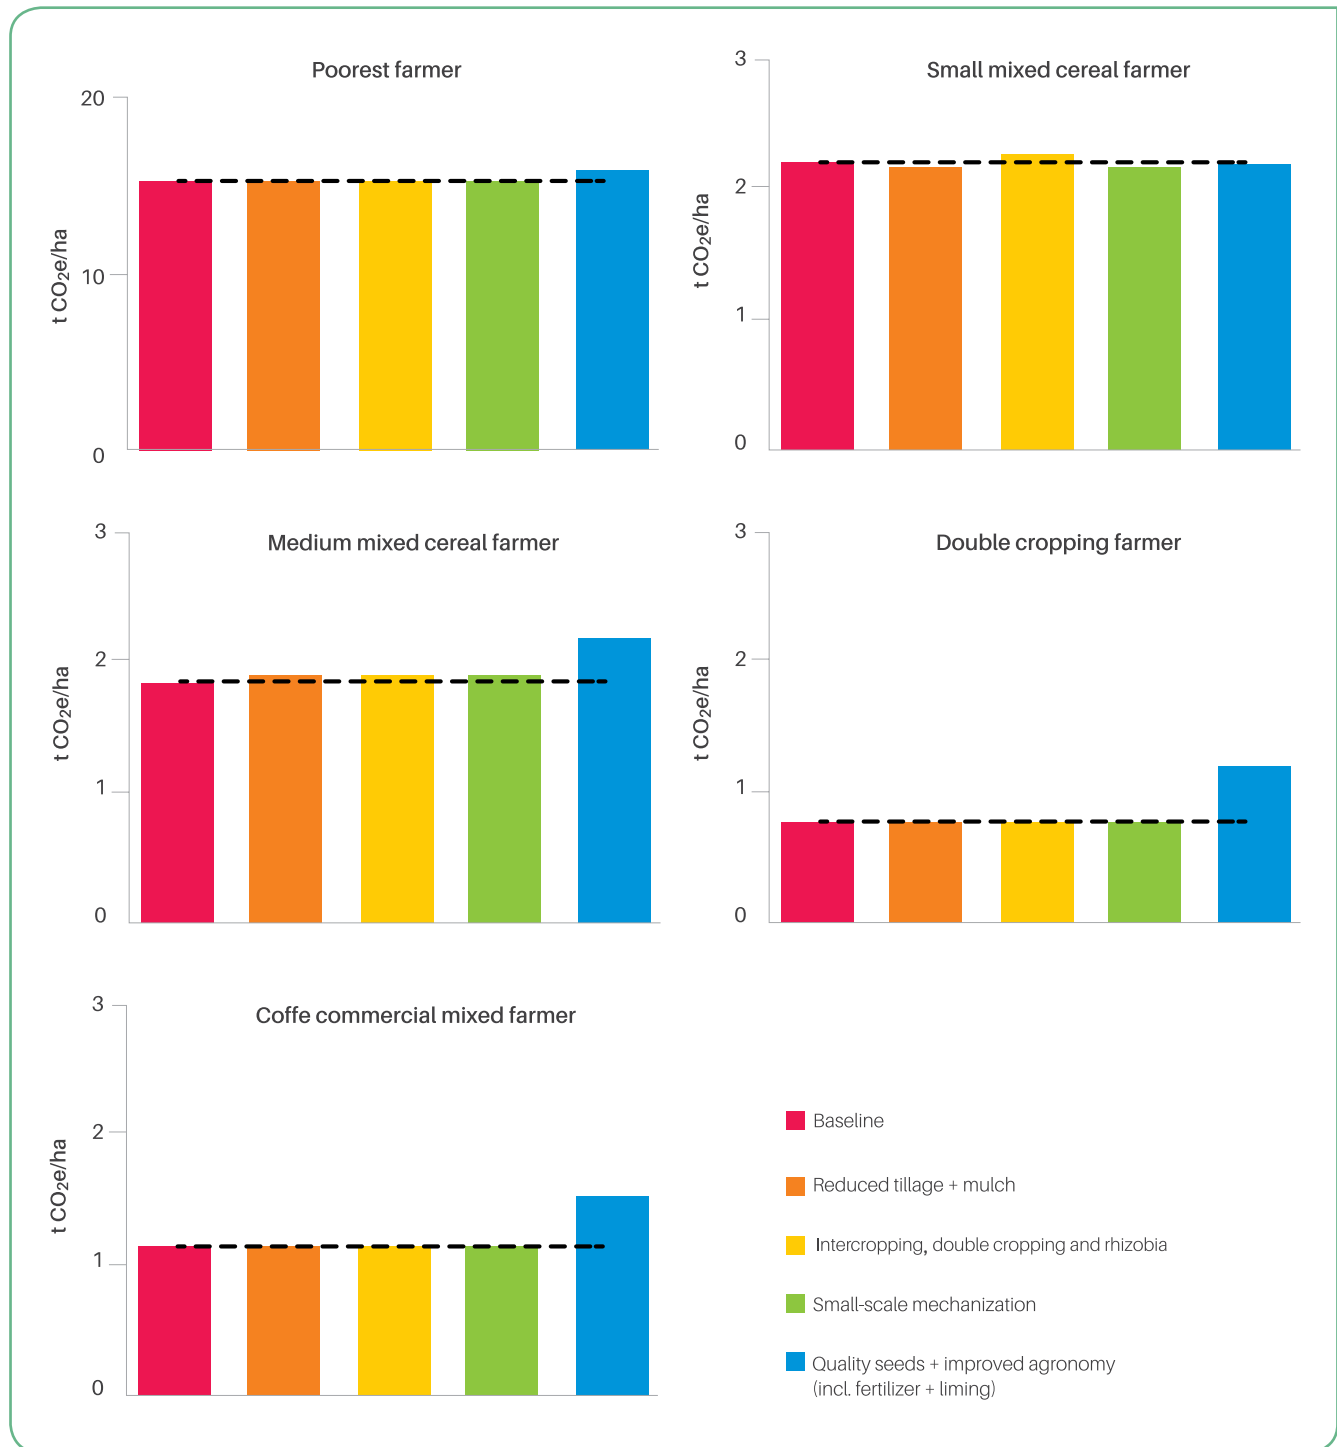 Poorest farmer
20
10
0
t CO₂e/ha
Small mixed cereal farmer
3
2
1
0
t CO₂e/ha
Medium mixed cereal farmer
3
2
1
0
t CO₂e/ha
Double cropping farmer
3
2
1
0
t CO₂e/ha
Coffe commercial mixed farmer
3
2
1
0
t CO₂e/ha
Baseline
Reduced tillage + mulch
Intercropping, double cropping and rhizobia
Small-scale mechanization
Quality seeds + improved agronomy
(incl. fertilizer + liming)